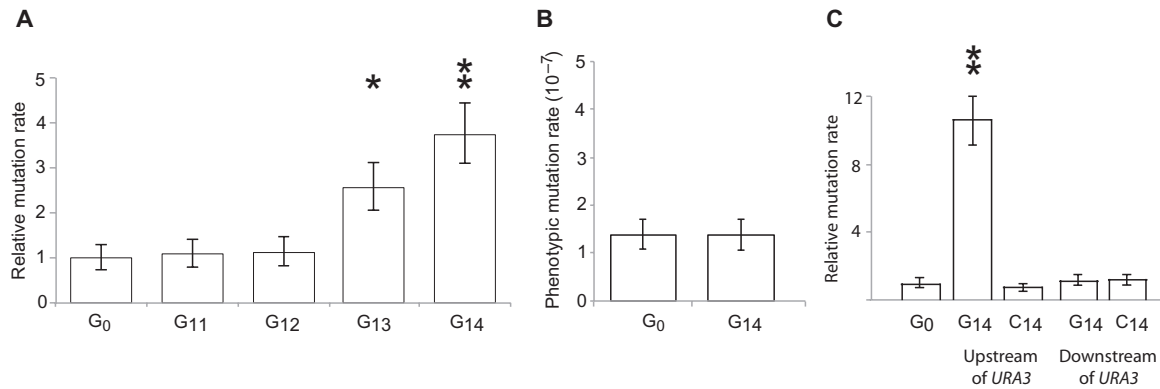 A
Relative mutation rate
5
4
3
2
1
0
*
*
*
G0 G11 G12 G13 G14
B
Phenotypic mutation rate (10−7)
5
4
3
2
1
0
G0 G14
C
Relative mutation rate
12
8
4
*
*
G0 G14 C14 G14 C14
Upstream Downstream
of URA3 of URA3